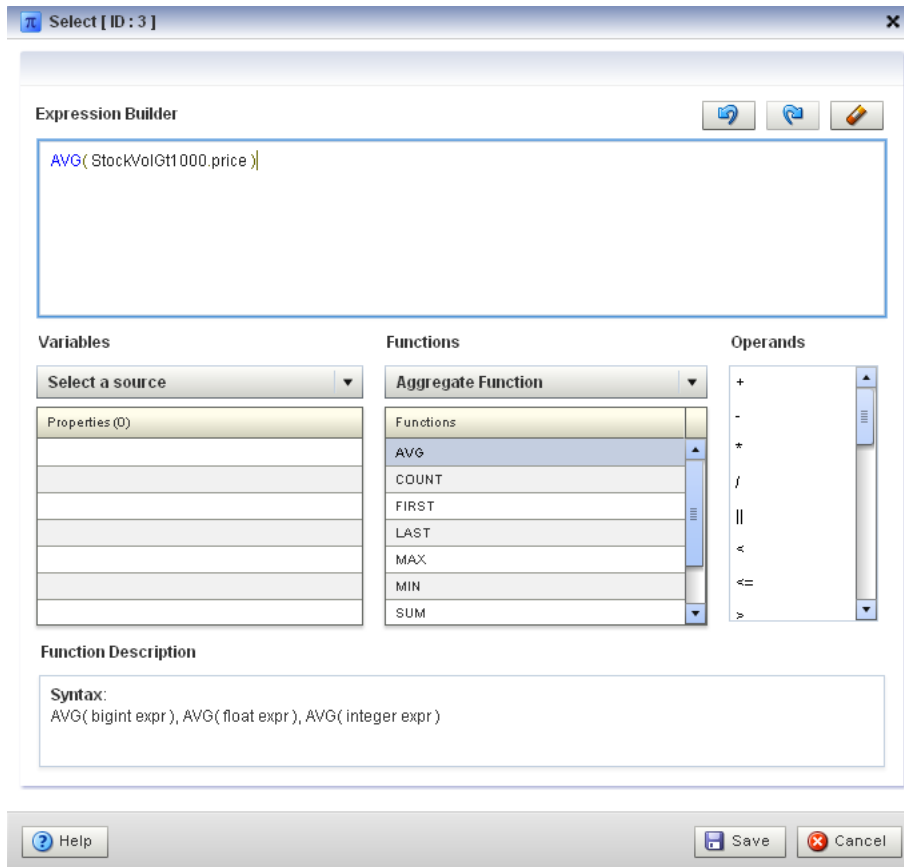 Select [ ID : 3 ]
Expression Builder
AVG( StockVolGt1000.price )
Variables
Functions
Operands
Select a source
Aggregate Function
Properties (0)
Functions
AVG
COUNT
FIRST
LAST
MAX
MIN
SUM
+
-
*
/
||
<
<=
>
Function Description
Syntax:
AVG( bigint expr ), AVG( float expr ), AVG( integer expr )
Help
Save
Cancel